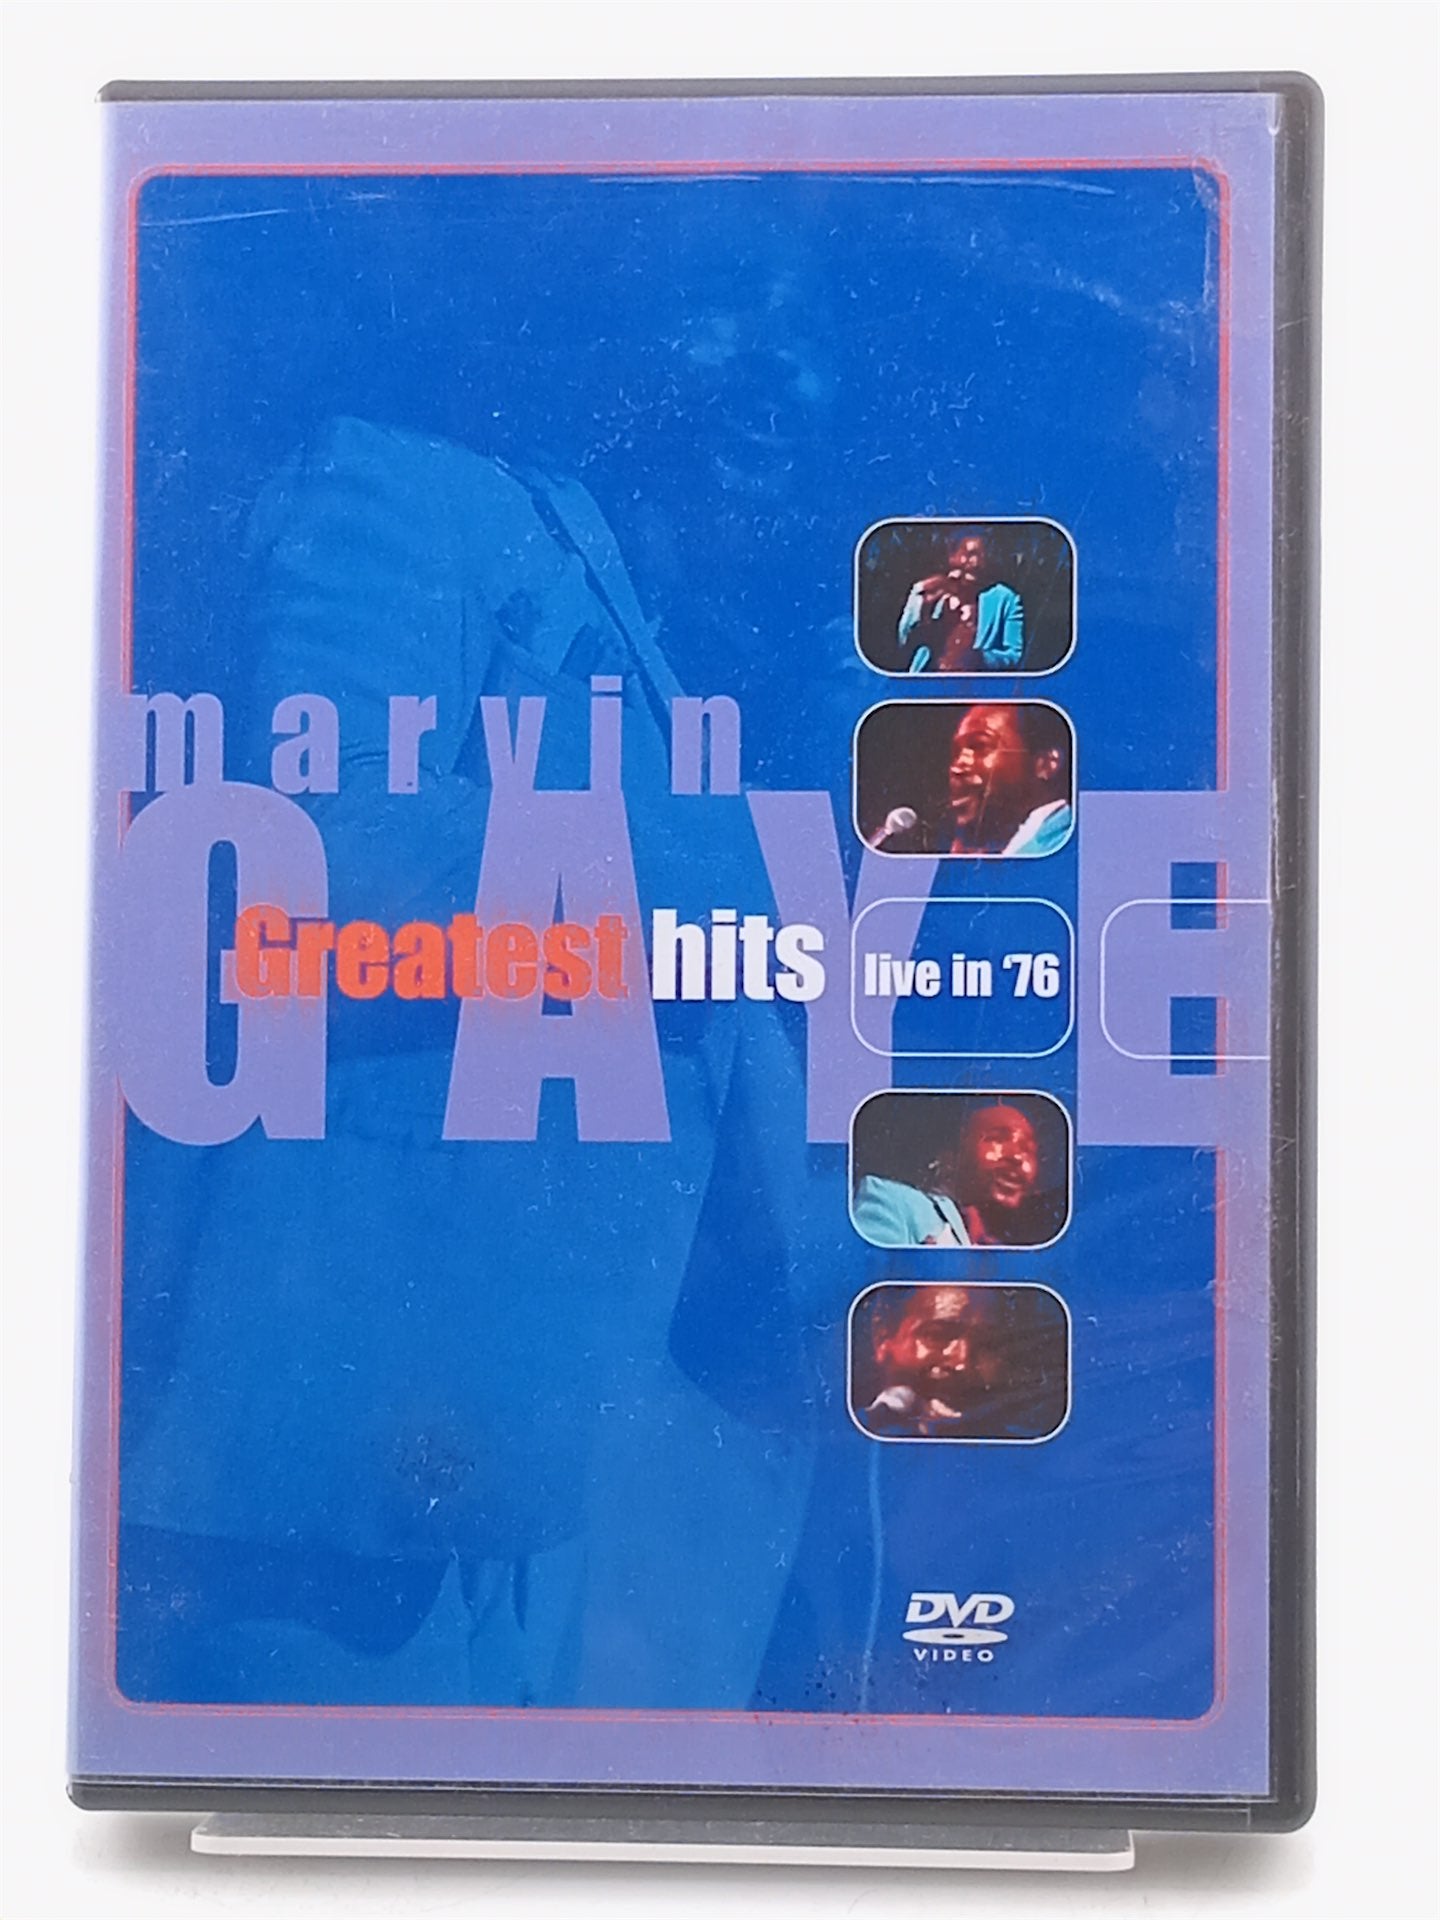 marvin
GAYE
Greatest hits
live in '76
DVD
VIDEO